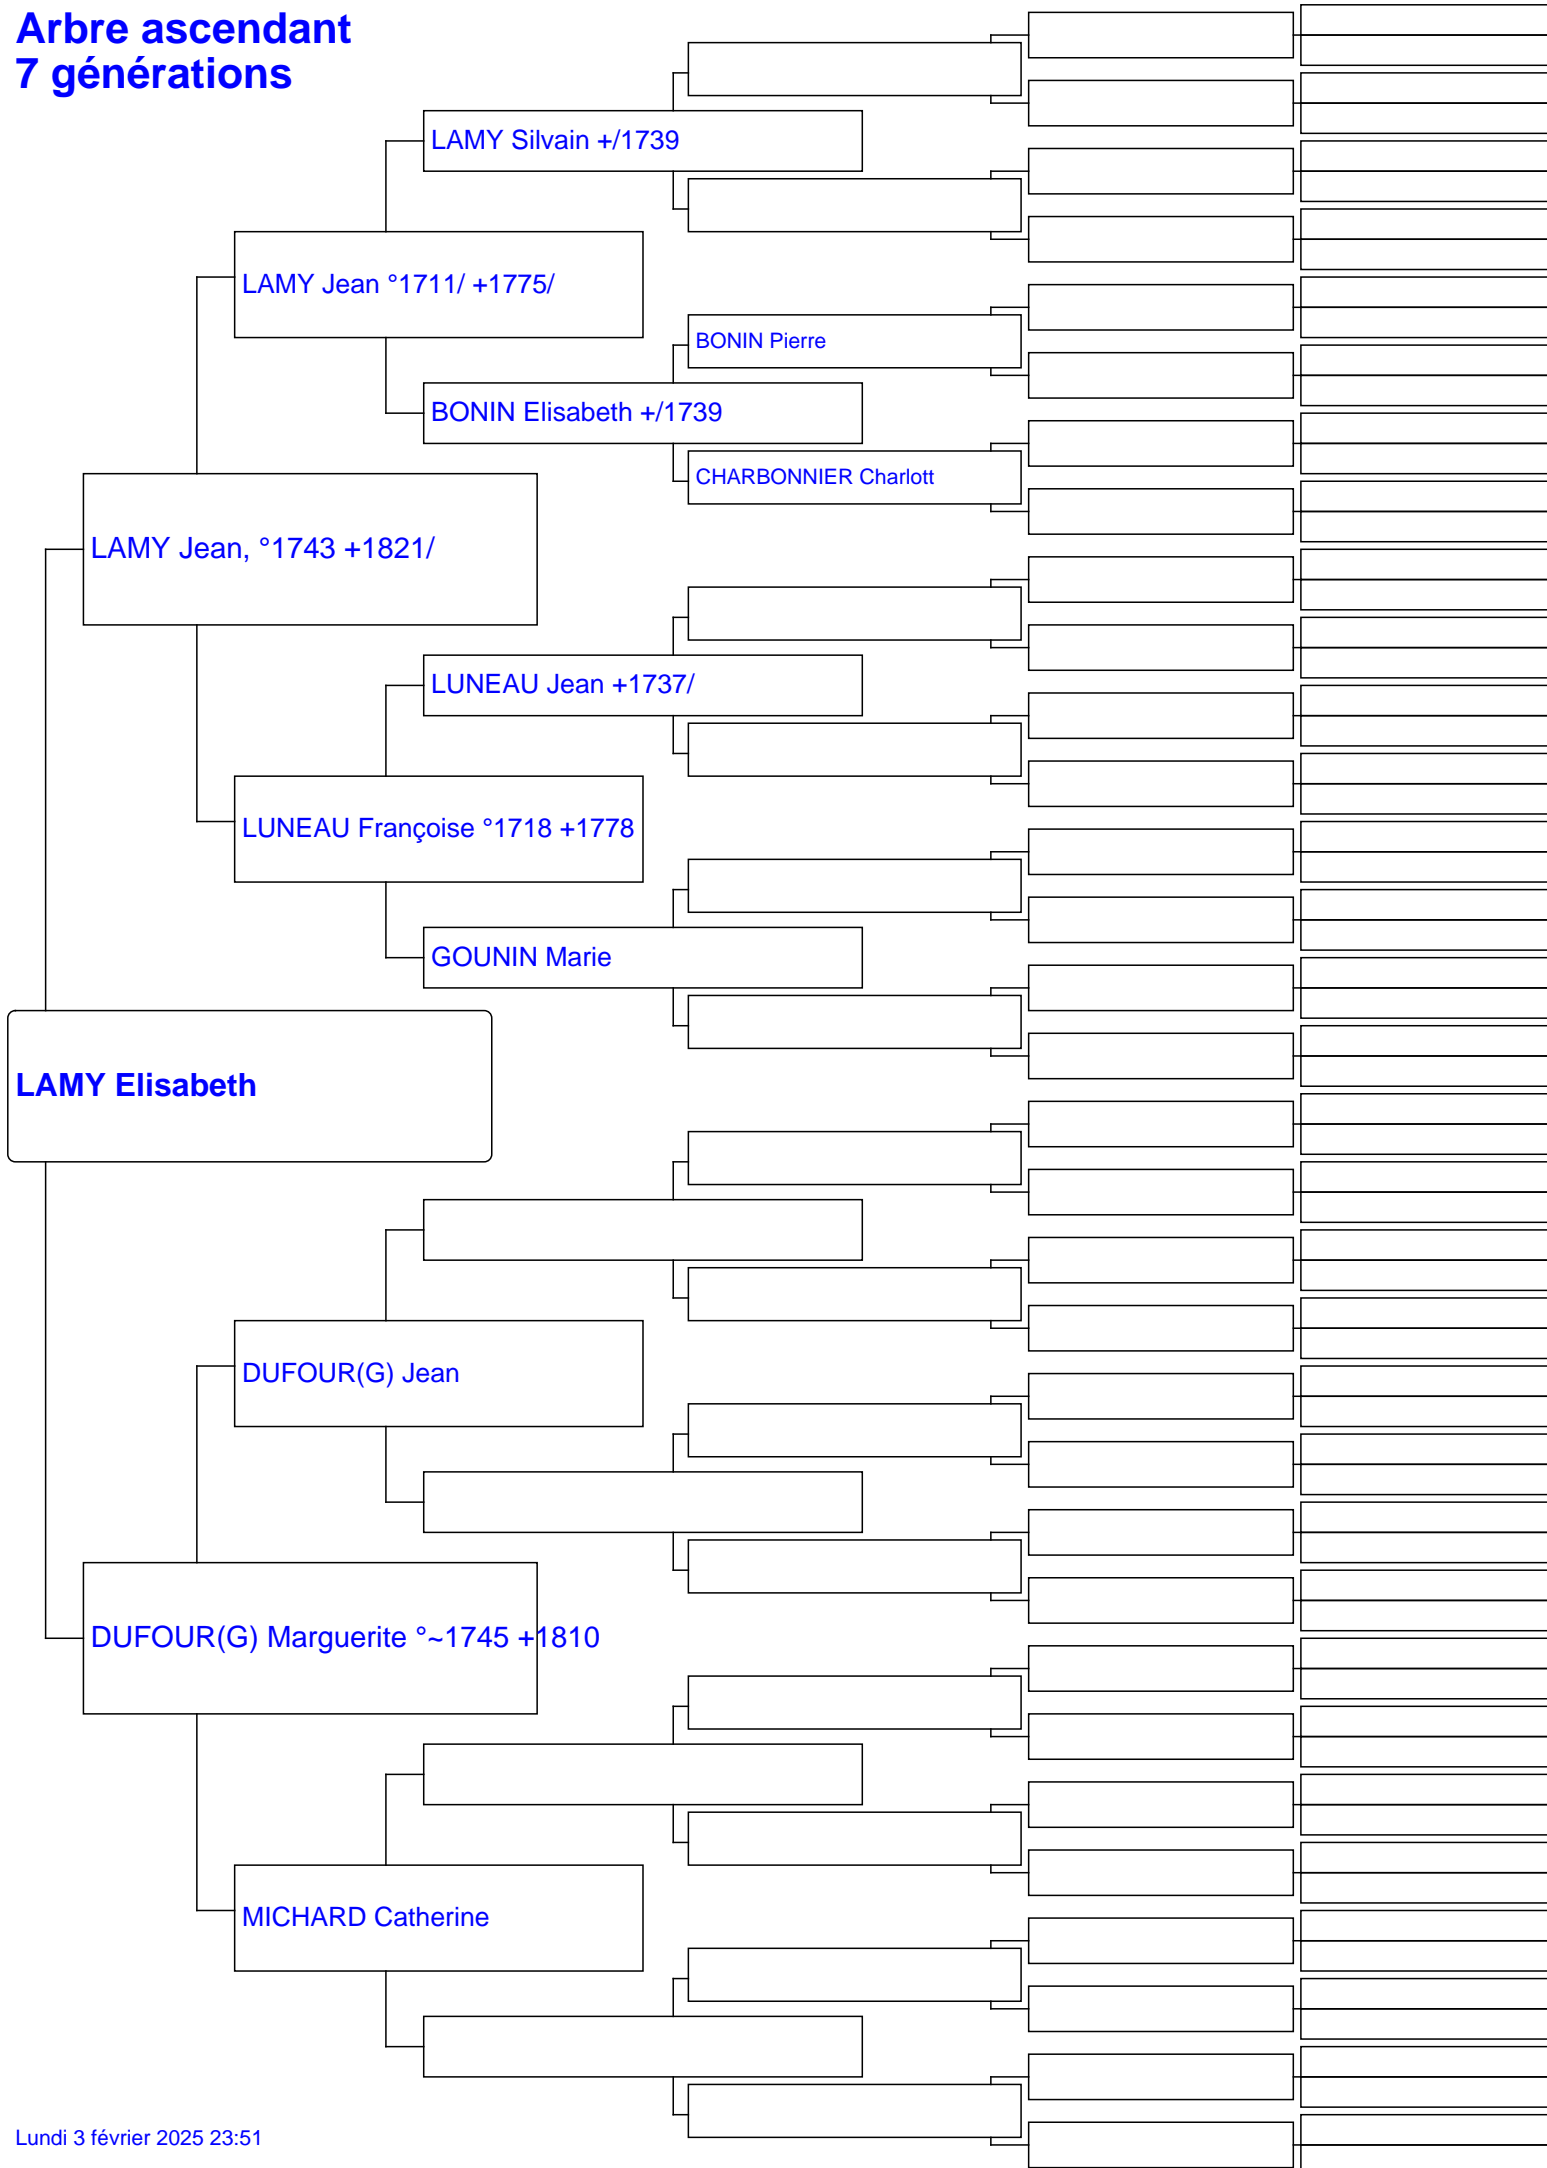 Arbre ascendant
7 générations
LAMY Silvain +/1739
LAMY Jean °1711/ +1775/
BONIN Pierre
BONIN Elisabeth +/1739
CHARBONNIER Charlott
LAMY Jean, °1743 +1821/
LUNEAU Jean +1737/
LUNEAU Françoise °1718 +1778
GOUNIN Marie
LAMY Elisabeth
DUFOUR(G) Jean
DUFOUR(G) Marguerite °~1745 +1810
MICHARD Catherine
Lundi 3 février 2025 23:51